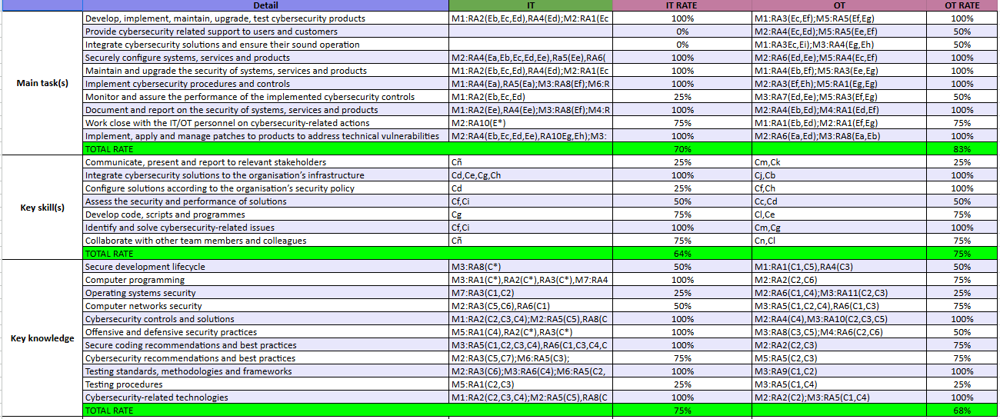 Detail IT IT RATE OT OT RATE
Main task(s)
Develop, implement, maintain, upgrade, test cybersecurity products M1:RA2(Eb,Ec,Ed),RA4(Ed);M2:RA1(Ec 100% M1:RA3(Ec,Ef);M5:RA5(Ef,Eg) 100%
Provide cybersecurity related support to users and customers 0% M2:RA4(Ec,Ed);M5:RA5(Ee,Ef) 50%
Integrate cybersecurity solutions and ensure their sound operation 0% M1:RA3Ec,Ei);M3:RA4(Eg,Eh) 50%
Securely configure systems, services and products M2:RA4(Ea,Eb,Ec,Ed,Ee),Ra5(Ee),RA6( 100% M2:RA6(Ed,Ee);M5:RA4(Ec,Ef) 100%
Maintain and upgrade the security of systems, services and products M1:RA2(Eb,Ec,Ed),RA4(Ed);M2:RA1(Ec 100% M1:RA4(Eb,Ef);M5:RA3(Ee,Eg) 100%
Implement cybersecurity procedures and controls M1:RA4(Ea),RA5(Ea);M3:RA8(Ef);M6:R 100% M2:RA3(Ef,Eh);M5:RA1(Eg,Eg) 100%
Monitor and assure the performance of the implemented cybersecurity controls M1:RA2(Eb,Ec,Ed) 25% M3:RA7(Ed,Ee);M5:RA3(Ef,Eg) 50%
Document and report on the security of systems, services and products M1:RA2(Ee),RA4(Ee);M3:RA8(Ef);M4:R 100% M2:RA4(Eb,Ed);M4:RA1(Ed,Ef) 100%
Work close with the IT/OT personnel on cybersecurity-related actions M2:RA10(E*) 75% M1:RA1(Eb,Ed);M2:RA1(Ef,Eg) 75%
Implement, apply and manage patches to products to address technical vulnerabilities M2:RA4(Eb,Ec,Ed,Ee),RA10Eg,Eh);M3: 100% M2:RA6(Ea,Ed);M3:RA8(Ea,Eb) 100%
TOTAL RATE 70% 83%
Key skill(s)
Communicate, present and report to relevant stakeholders Cñ 25% Cm,Ck 25%
Integrate cybersecurity solutions to the organisation's infrastructure Cd,Ce,Cg,Ch 100% Cj,Cb 100%
Configure solutions according to the organisation's security policy Cd 25% Cf,Ch 100%
Assess the security and performance of solutions Cf,Ci 50% Cc,Cd 50%
Develop code, scripts and programmes Cg 75% Cl,Ce 75%
Identify and solve cybersecurity-related issues Cf,Ci 100% Cm,Cg 100%
Collaborate with other team members and colleagues Cñ 75% Cn,Cl 75%
TOTAL RATE 64% 75%
Key knowledge
Secure development lifecycle M3:RA8(C*) 50% M1:RA1(C1,C5),RA4(C3) 50%
Computer programming M3:RA1(C*),RA2(C*),RA3(C*),M7:RA4 100% M2:RA2(C2,C6) 75%
Operating systems security M7:RA3(C1,C2) 25% M2:RA6(C1,C4);M3:RA11(C2,C3) 25%
Computer networks security M2:RA3(C5,C6),RA6(C1) 50% M3:RA5(C1,C2,C4),RA6(C1,C3) 75%
Cybersecurity controls and solutions M1:RA2(C2,C3,C4);M2:RA5(C5),RA8(C 100% M2:RA4(C4),M3:RA10(C2,C3,C5) 100%
Offensive and defensive security practices M5:RA1(C4),RA2(C*),RA3(C*) 100% M3:RA8(C3,C5);M4:RA6(C2,C6) 50%
Secure coding recommendations and best practices M3:RA5(C1,C2,C3,C4),RA6(C1,C3,C4,C 100% M2:RA2(C2,C3) 75%
Cybersecurity recommendations and best practices M2:RA3(C5,C7);M6:RA5(C3); 75% M5:RA5(C2,C3) 75%
Testing standards, methodologies and frameworks M2:RA3(C6);M3:RA6(C4);M6:RA5(C2, 100% M3:RA9(C1,C2) 100%
Testing procedures M5:RA1(C2,C3) 25% M3:RA5(C1,C4) 25%
Cybersecurity-related technologies M1:RA2(C2,C3,C4);M2:RA5(C5),RA8(C 100% M2:RA2(C2);M3:RA5(C1,C4) 100%
TOTAL RATE 75% 68%